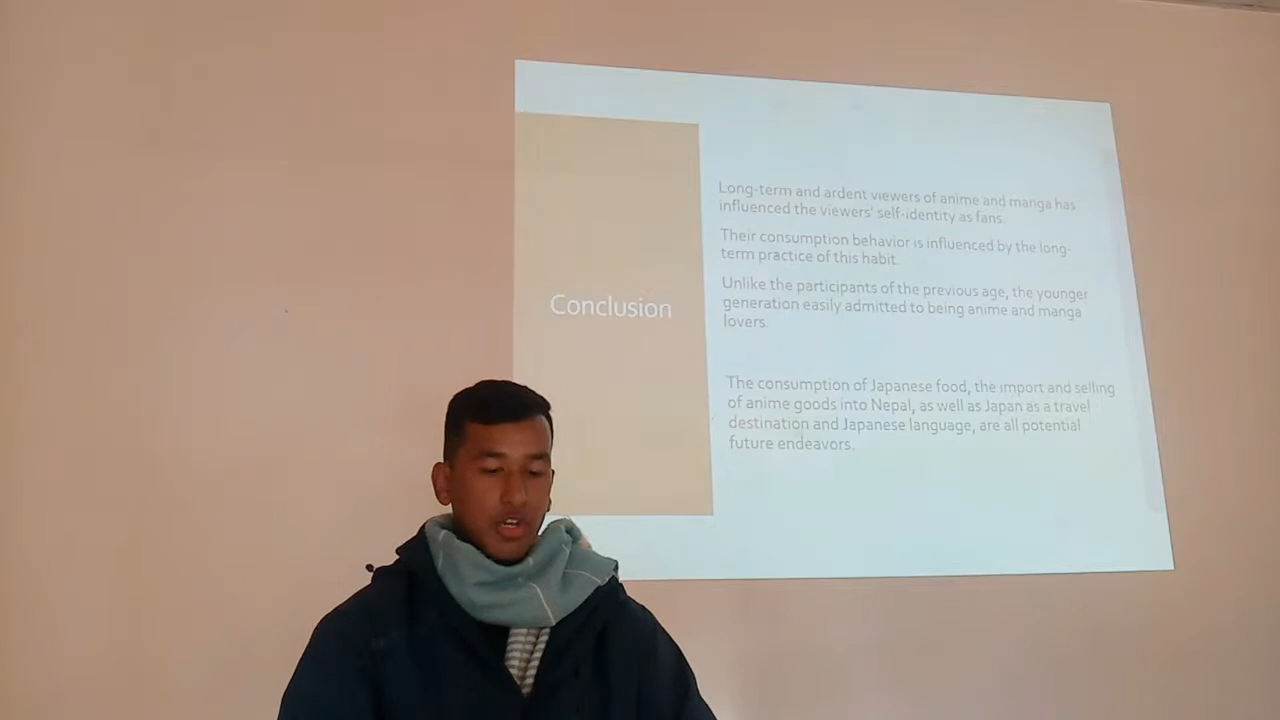 Conclusion
Long-term and ardent viewers of anime and manga has
influenced the viewers' self-identity as fans.
Their consumption behavior is influenced by the long-
term practice of this habit.
Unlike the participants of the previous age, the younger
generation easily admitted to being anime and manga
lovers.
The consumption of Japanese food, the import and selling
of anime goods into Nepal, as well as Japan as a travel
destination and Japanese language, are all potential
future endeavors.